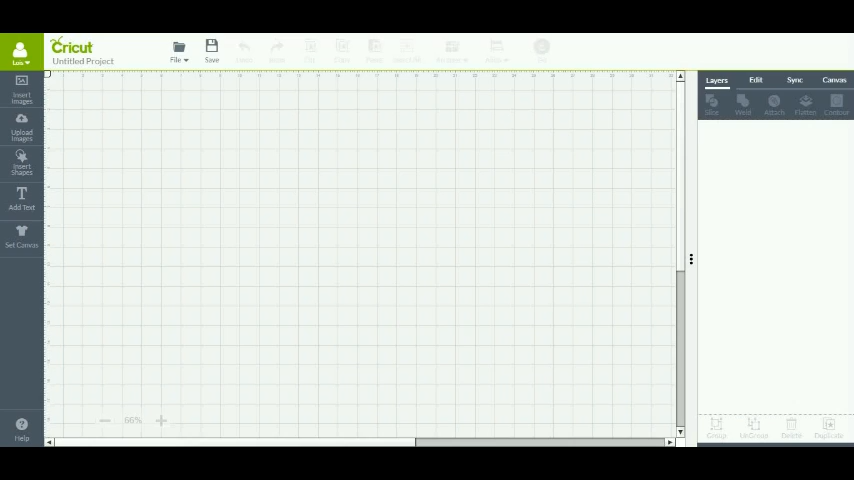 Cricut
Untitled Project
Lois
File
Save
Layers
Edit
Sync
Canvas
Slice
Weld
Attach
Flatten
Contour
Insert
Images
Upload
Images
Insert
Shapes
Add Text
Set Canvas
66%
Help
Group
UnGroup
Delete
Duplicate